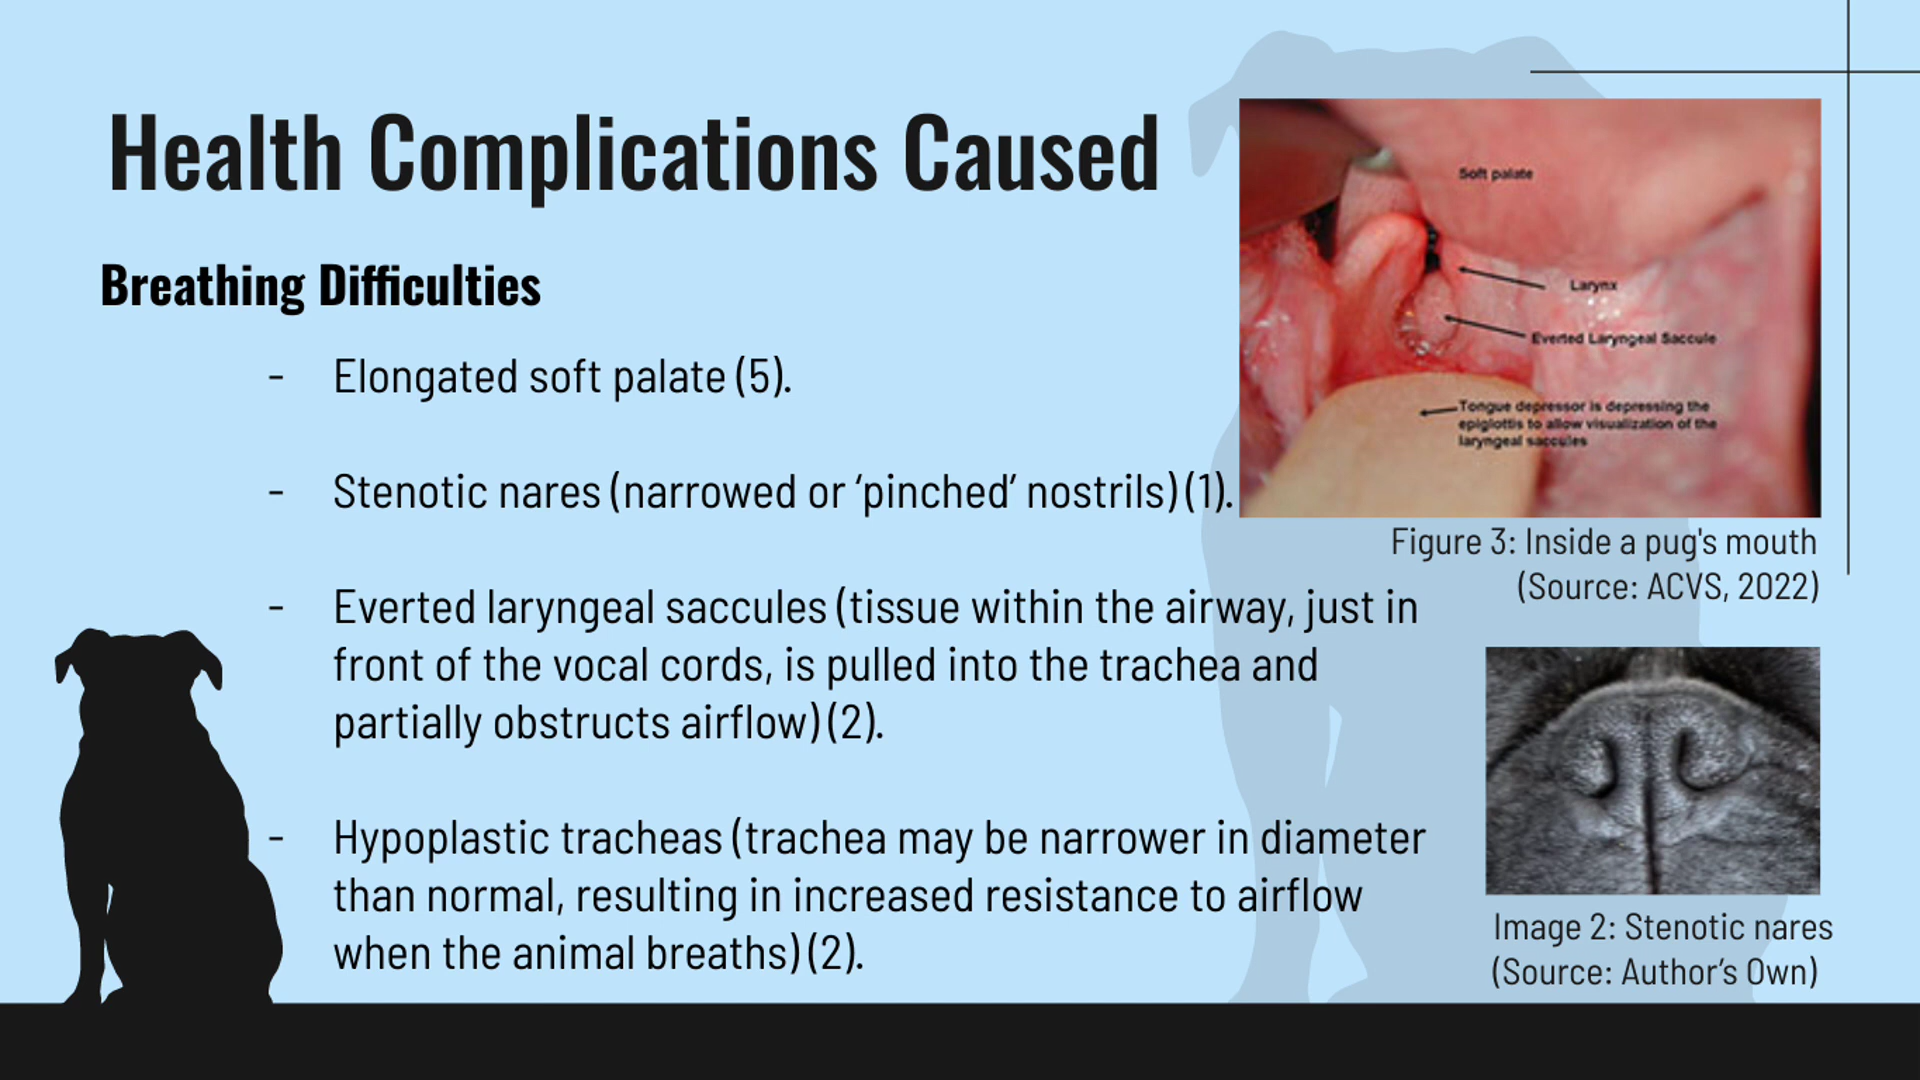 Health Complications Caused
Breathing Difficulties
- Elongated soft palate (5).
- Stenotic nares (narrowed or ‘pinched’ nostrils) (1).
- Everted laryngeal saccules (tissue within the airway, just in
front of the vocal cords, is pulled into the trachea and
partially obstructs airflow) (2).
- Hypoplastic tracheas (trachea may be narrower in diameter
than normal, resulting in increased resistance to airflow
when the animal breaths) (2).
Soft palate
Larynx
Everted Laryngeal Saccule
Tongue depressor is depressing the
epiglottis to allow visualization of the
laryngeal saccules
Figure 3: Inside a pug's mouth
(Source: ACVS, 2022)
Image 2: Stenotic nares
(Source: Author’s Own)